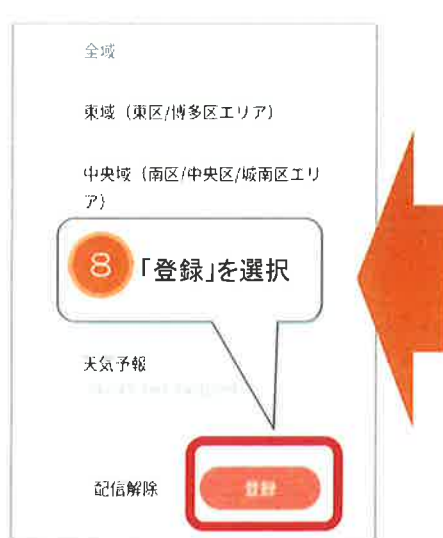 全域
東域（東区/博多区エリア）
中央域（南区/中央区/城南区エリ
ア）
8 「登録」を選択
天気予報
配信解除
登録